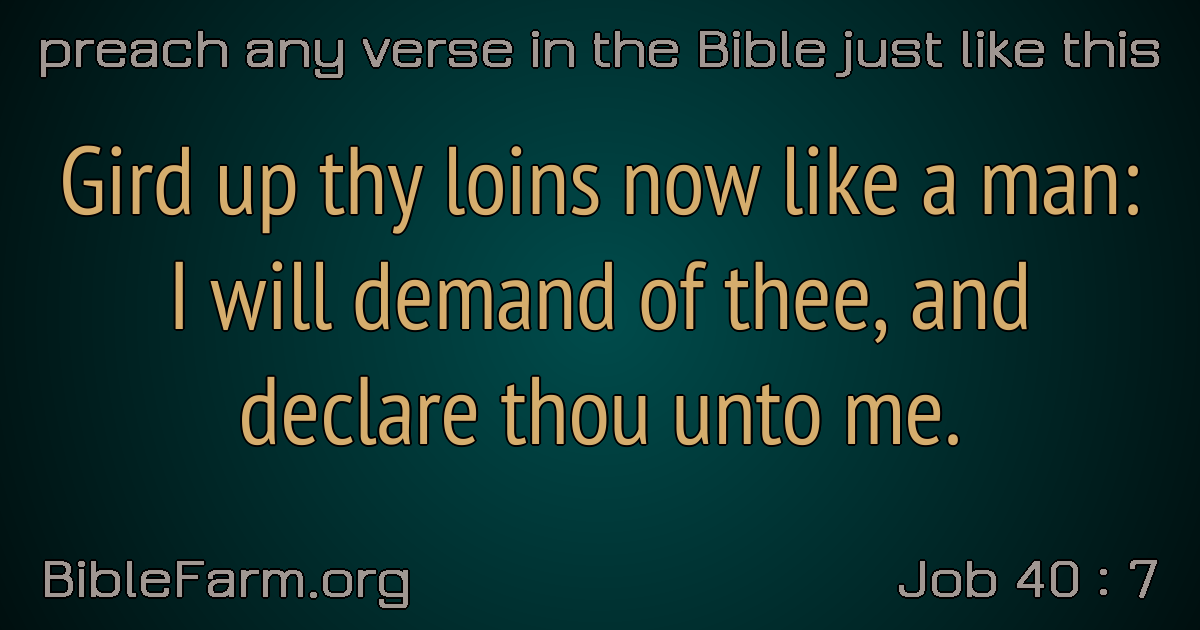 preach any verse in the Bible just like this
Gird up thy loins now like a man:
I will demand of thee, and
declare thou unto me.
BibleFarm.org
Job 40 : 7